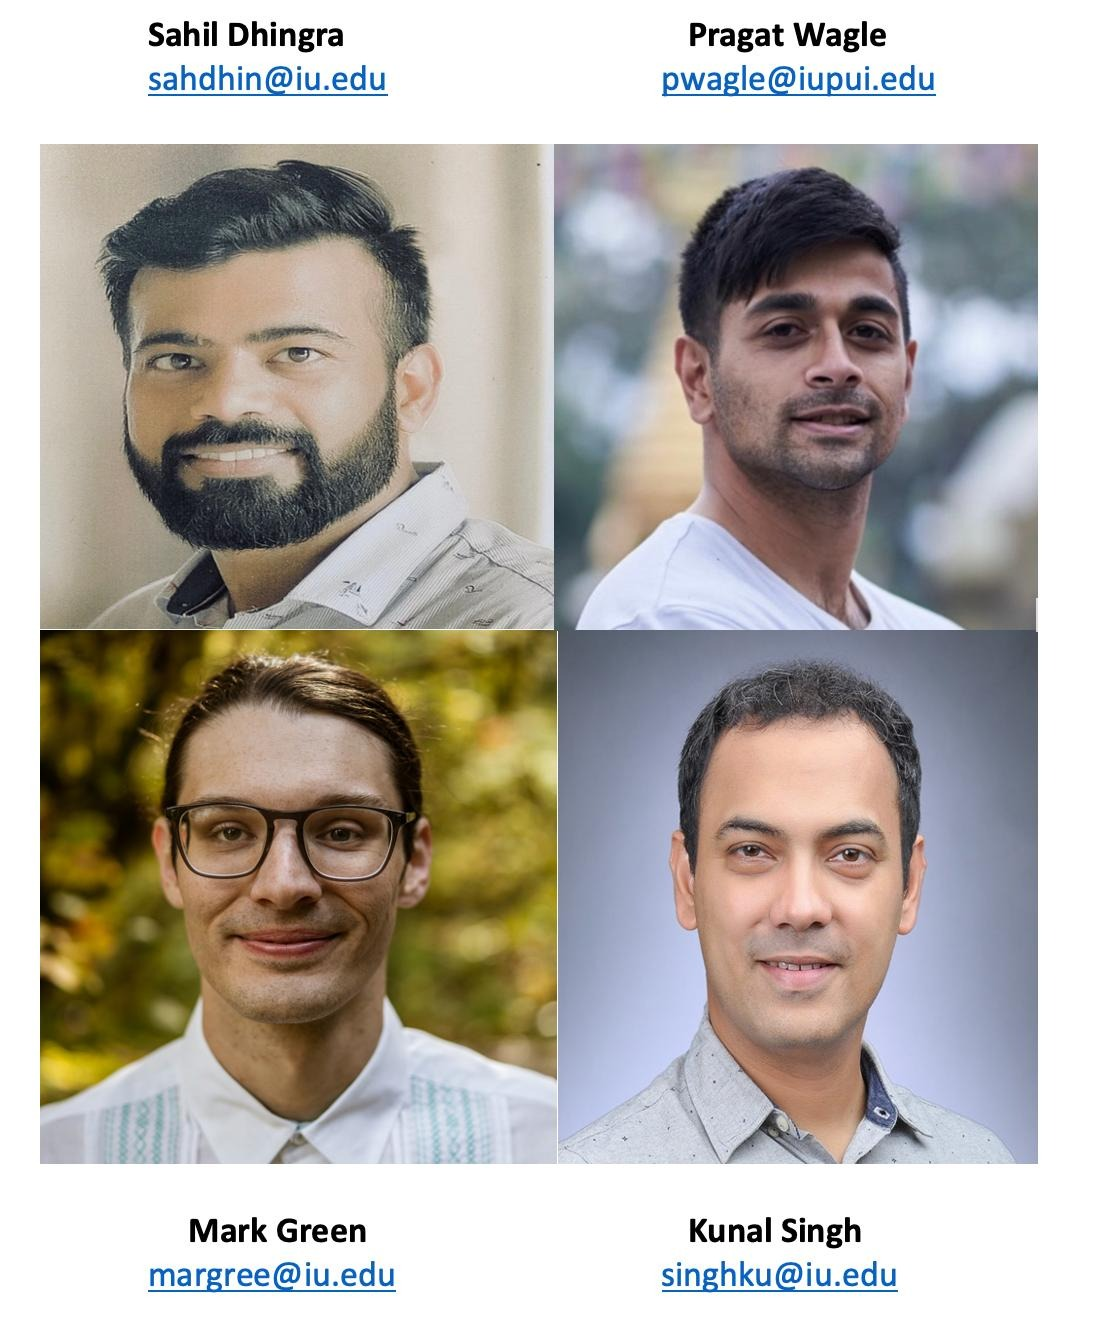 Sahil Dhingra
sahdhin@iu.edu
Pragat Wagle
pwagle@iupui.edu
Mark Green
margree@iu.edu
Kunal Singh
singhku@iu.edu